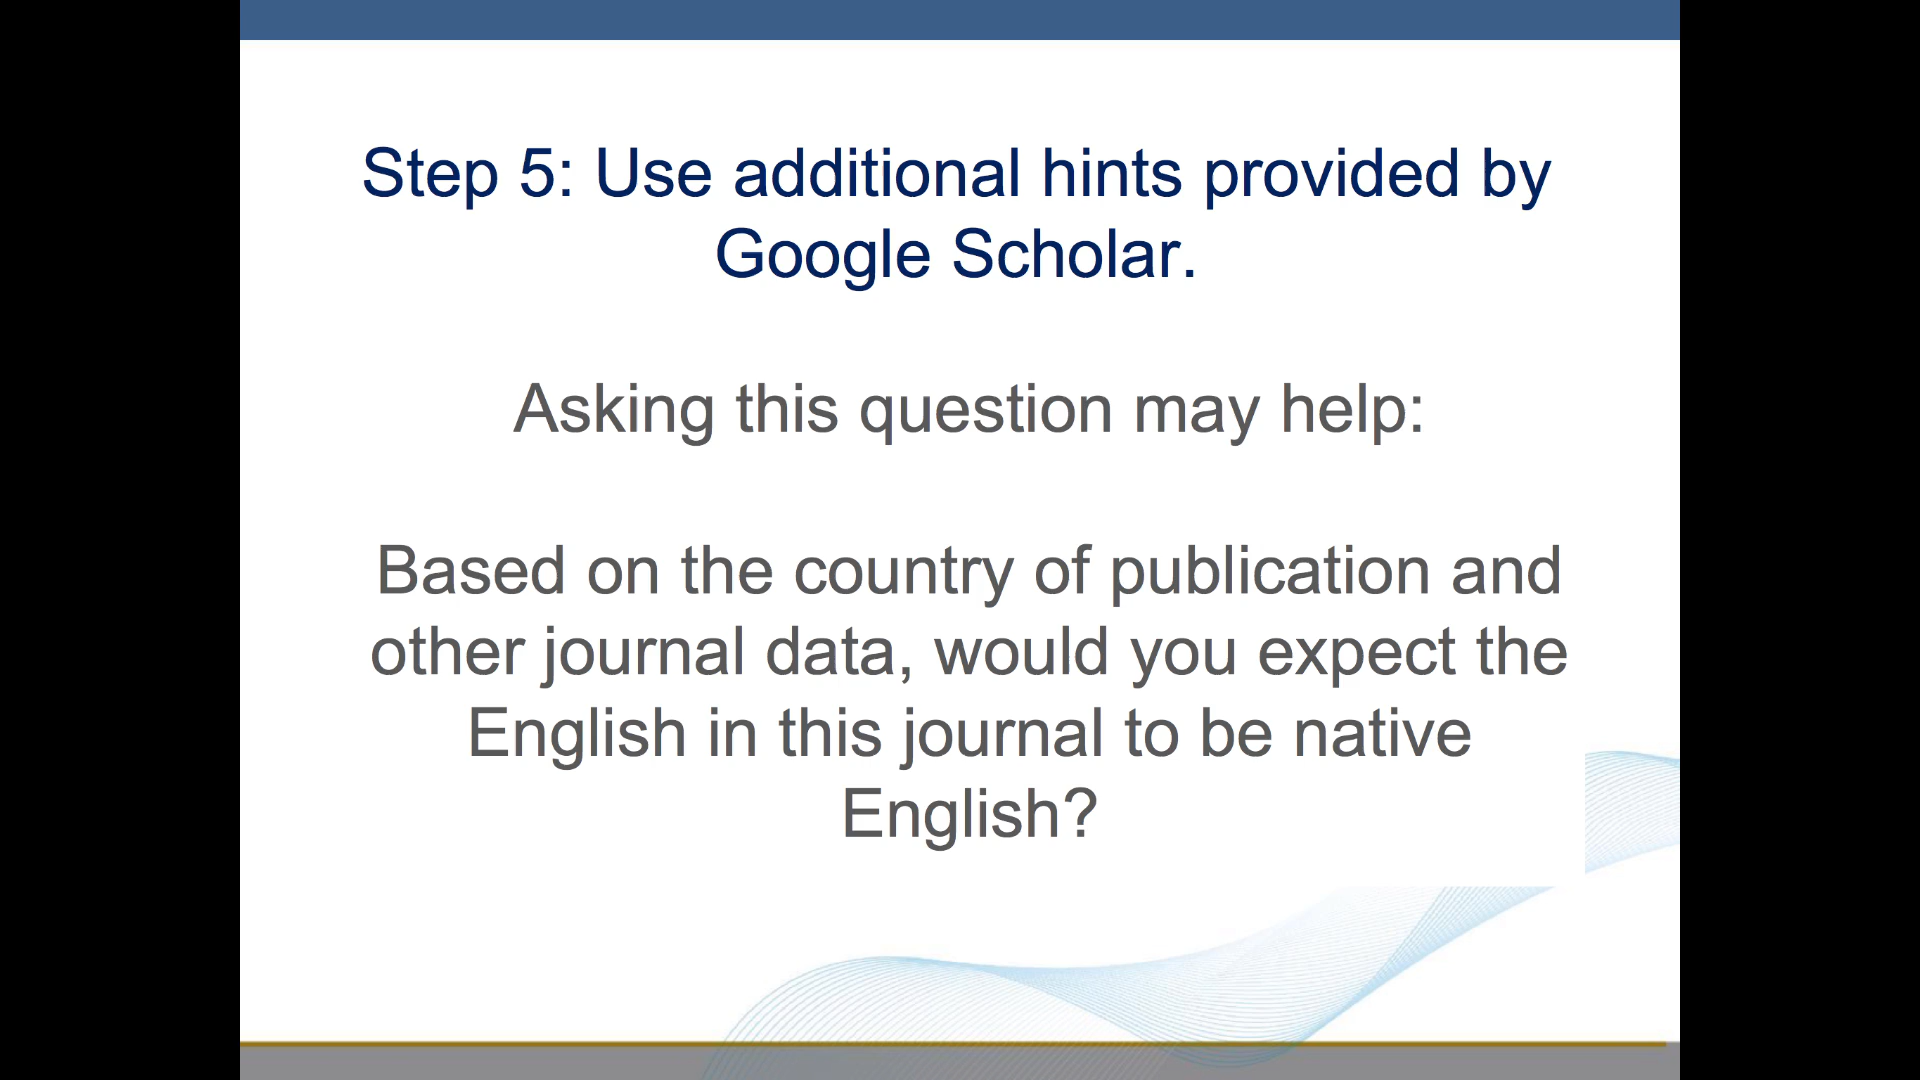 Step 5: Use additional hints provided by
Google Scholar.
Asking this question may help:
Based on the country of publication and
other journal data, would you expect the
English in this journal to be native
English?